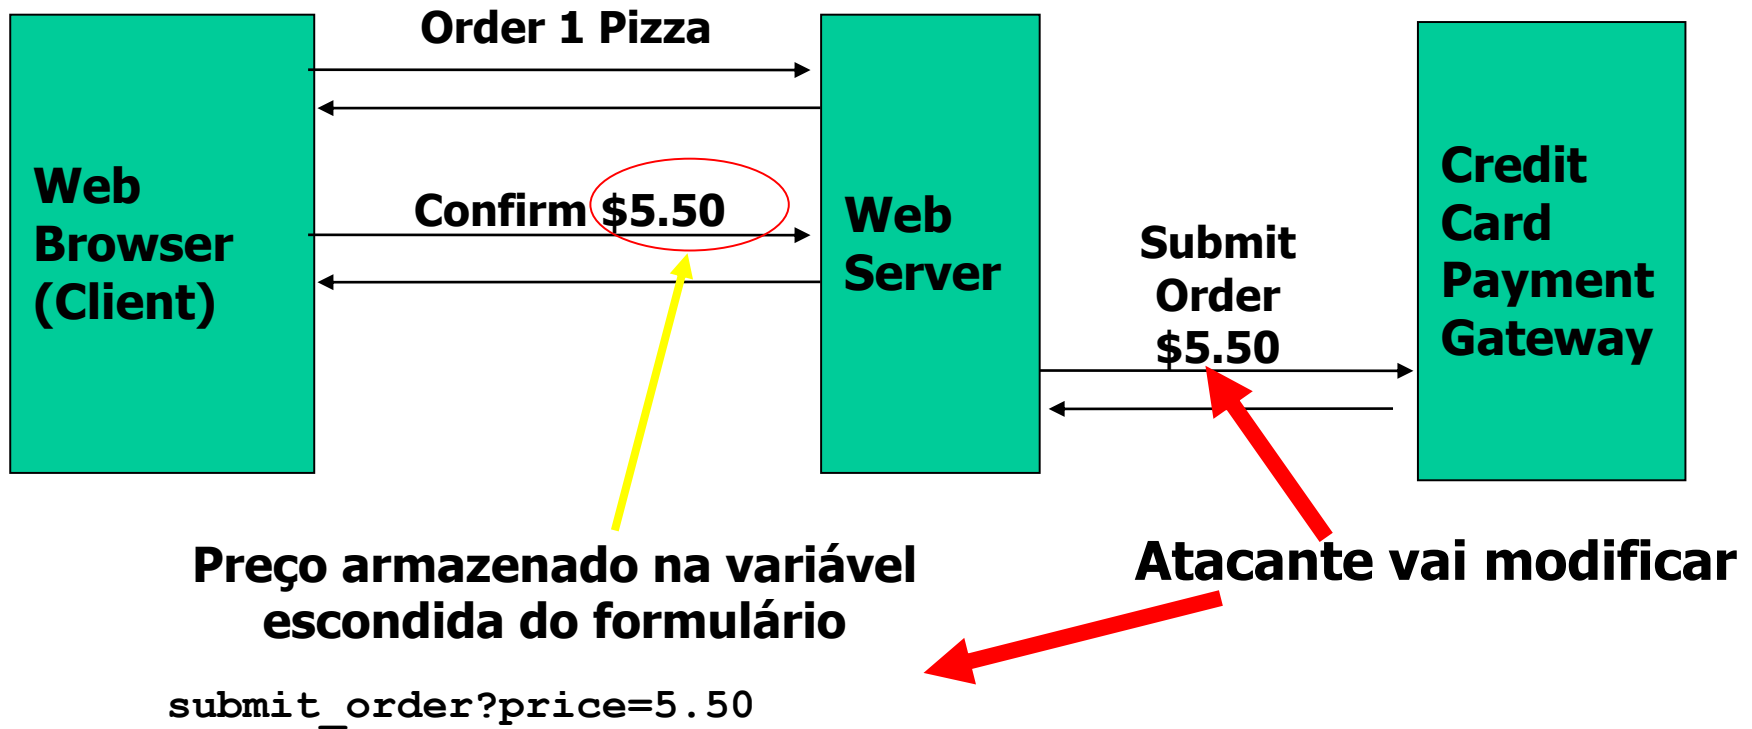 Order 1 Pizza
Web
Browser
(Client)
Confirm $5.50
Web
Server
Submit
Order
$5.50
Credit
Card
Payment
Gateway
Preço armazenado na variável
escondida do formulário
Atacante vai modificar
submit_order?price=5.50